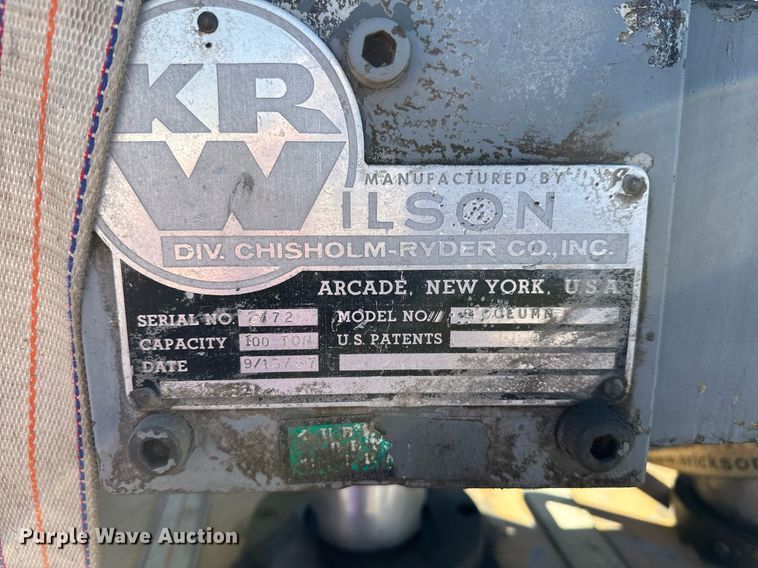 KR
MANUFACTURED BY
WILSON
DIV. CHISHOLM-RYDER CO., INC.
ARCADE, NEW YORK, U.S.A
SERIAL NO. MODEL NO.
CAPACITY 100 TON U.S. PATENTS
DATE
Purple Wave Auction